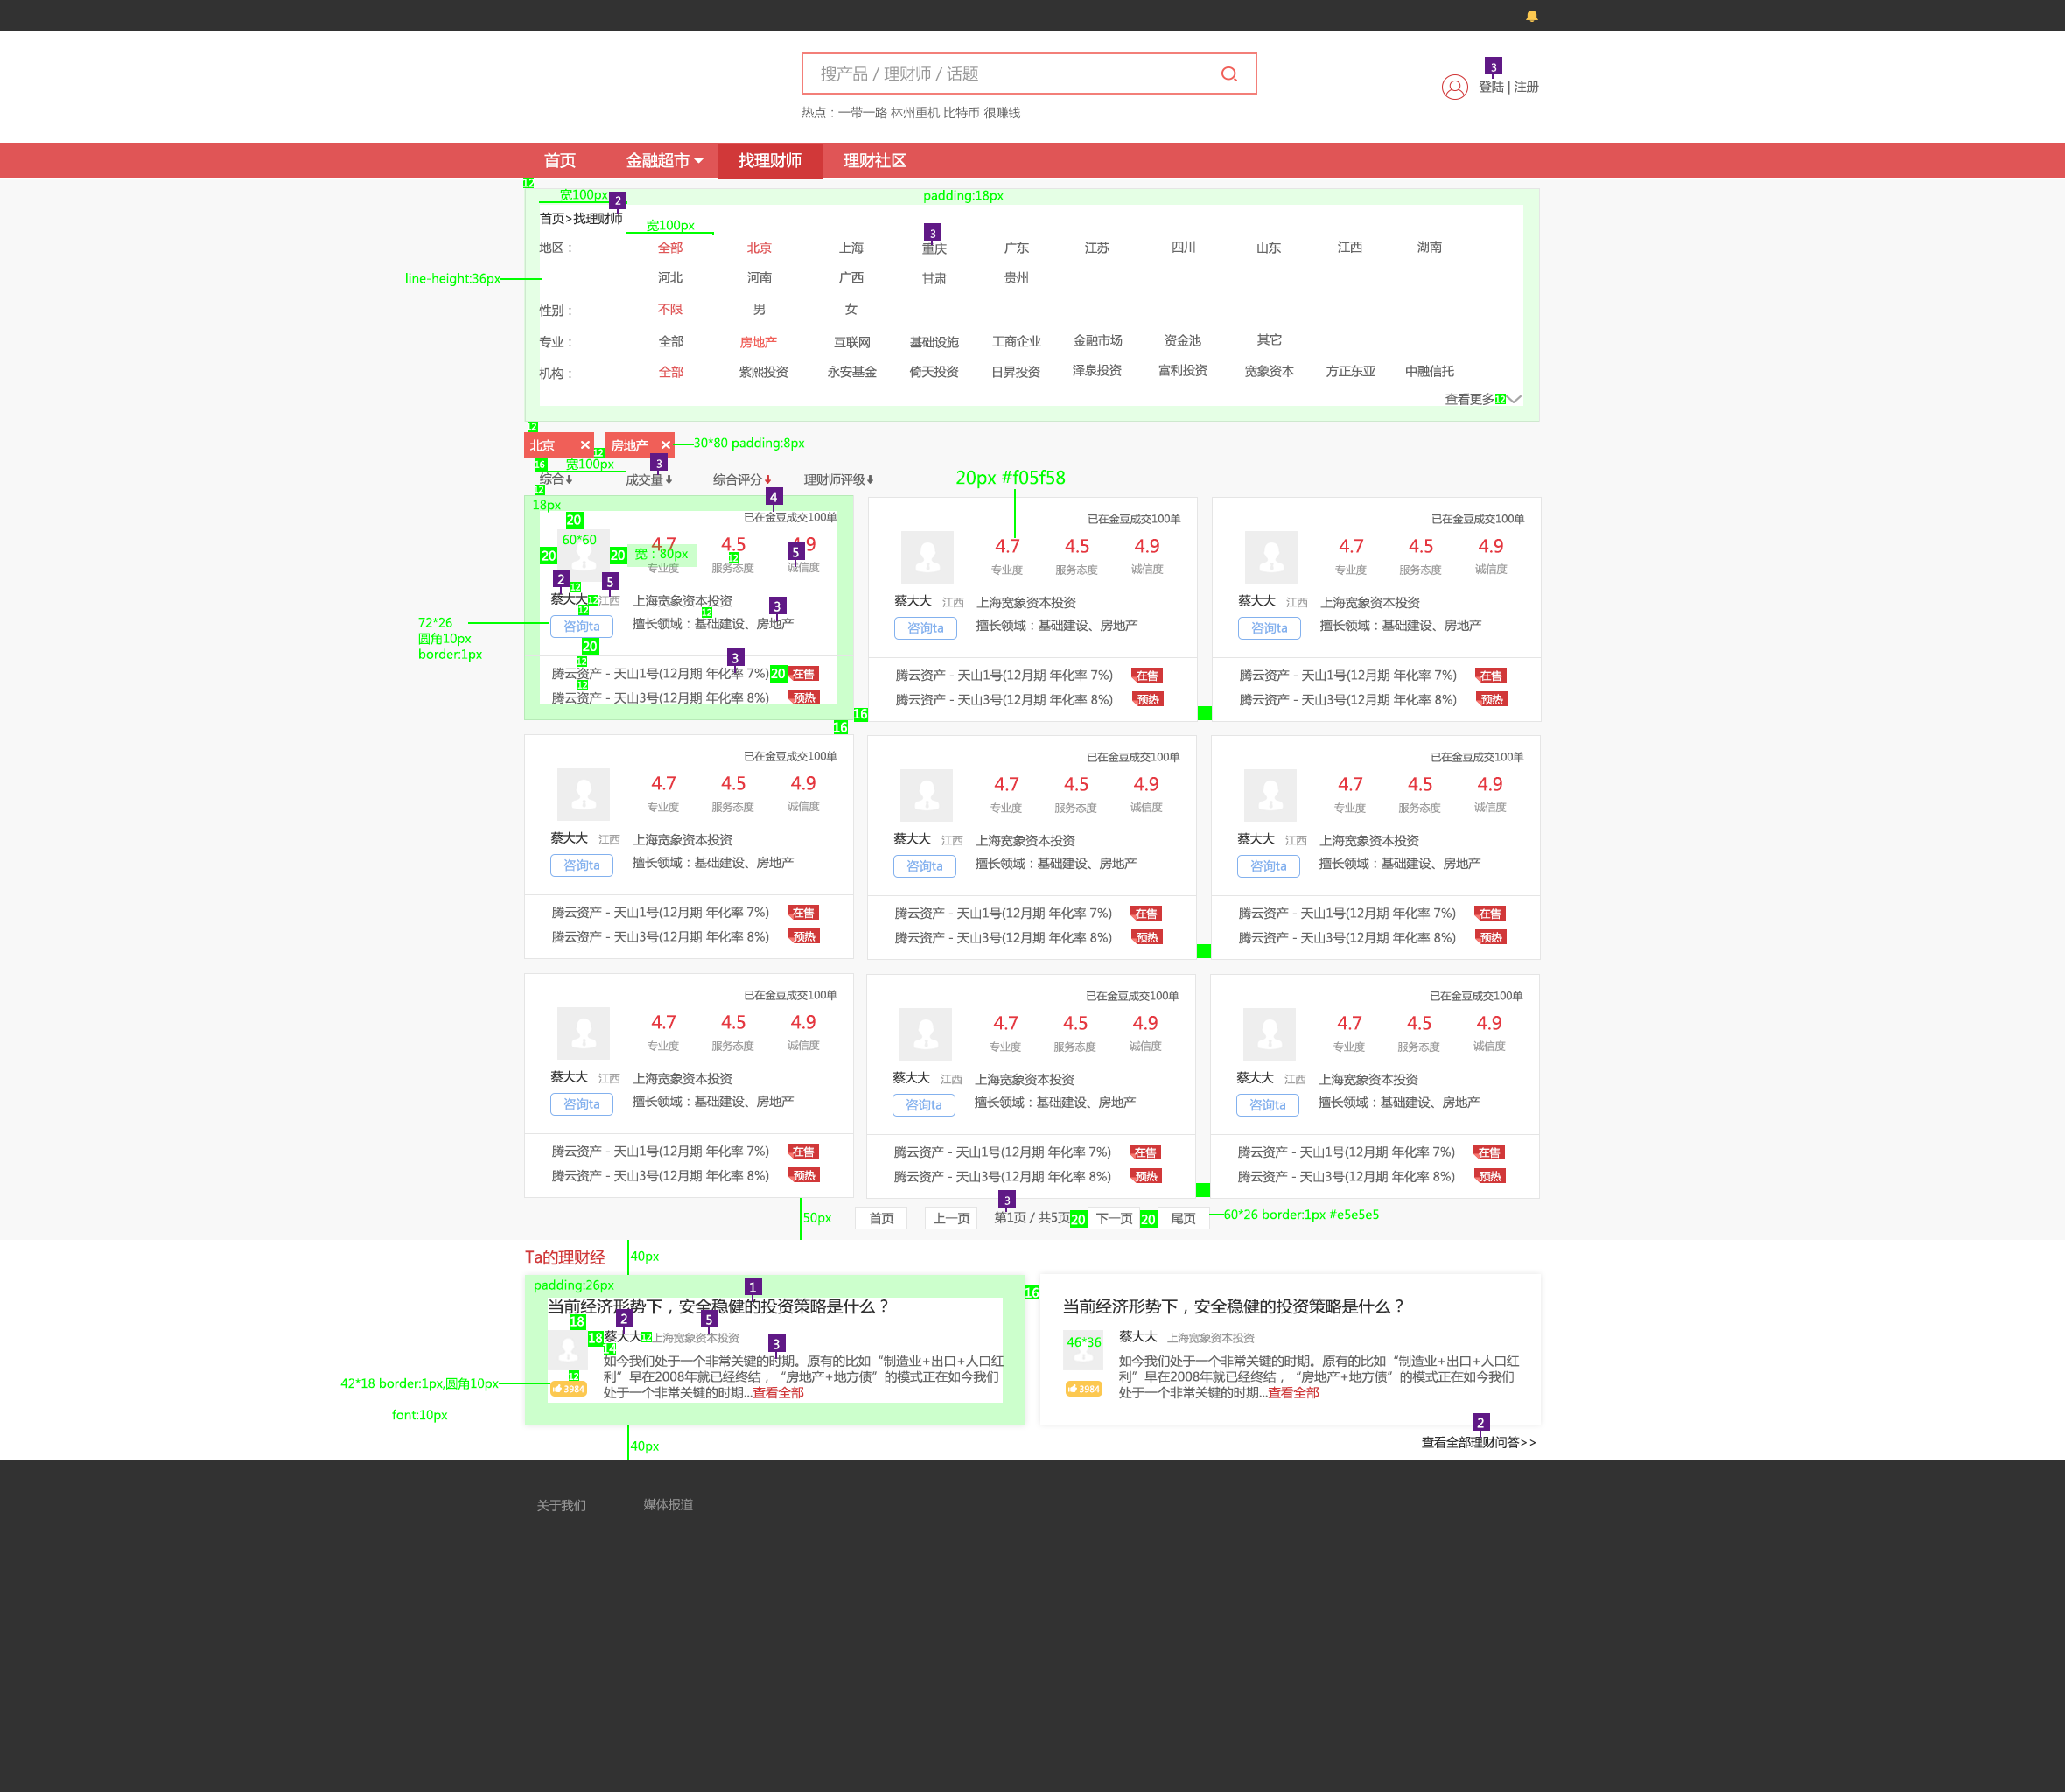 搜产品 / 理财师 / 话题
3
登陆 | 注册
热点：一带一路 林州重机 比特币 很赚钱
首页 金融超市 找理财师 理财社区
12
宽100px 2 padding:18px
首页>找理财师 宽100px 3
地区： 全部 北京 上海 重庆 广东 江苏 四川 山东 江西 湖南
line-height:36px 河北 河南 广西 甘肃 贵州
性别： 不限 男 女
专业： 全部 房地产 互联网 基础设施 工商企业 金融市场 资金池 其它
机构： 全部 紫熙投资 永安基金 倚天投资 日昇投资 泽泉投资 富利投资 宽象资本 方正东亚 中融信托
查看更多 12
12
北京 × 12 房地产 × 30*80 padding:8px
16 宽100px 3
综合 成交量 综合评分 理财师评级 20px #f05f58
12
18px 4
已在金豆成交100单 已在金豆成交100单 已在金豆成交100单
20
60*60 4.7 4.5 4.9 4.7 4.5 4.9 4.7 4.5 4.9
20 20 宽：80px 12 5
专业度 服务态度 诚信度 专业度 服务态度 诚信度 专业度 服务态度 诚信度
2 12 5
蔡大大 12 江西 上海宽象资本投资 3 蔡大大 江西 上海宽象资本投资 蔡大大 江西 上海宽象资本投资
12 12
72*26 咨询ta 擅长领域：基础建设、房地产 咨询ta 擅长领域：基础建设、房地产 咨询ta 擅长领域：基础建设、房地产
圆角10px
border:1px
20
12 3
腾云资产 - 天山1号(12月期 年化率 7%) 20 在售 腾云资产 - 天山1号(12月期 年化率 7%) 在售 腾云资产 - 天山1号(12月期 年化率 7%) 在售
12
腾云资产 - 天山3号(12月期 年化率 8%) 预热 腾云资产 - 天山3号(12月期 年化率 8%) 预热 腾云资产 - 天山3号(12月期 年化率 8%) 预热
16
16
已在金豆成交100单 已在金豆成交100单 已在金豆成交100单
4.7 4.5 4.9 4.7 4.5 4.9 4.7 4.5 4.9
专业度 服务态度 诚信度 专业度 服务态度 诚信度 专业度 服务态度 诚信度
蔡大大 江西 上海宽象资本投资 蔡大大 江西 上海宽象资本投资 蔡大大 江西 上海宽象资本投资
咨询ta 擅长领域：基础建设、房地产 咨询ta 擅长领域：基础建设、房地产 咨询ta 擅长领域：基础建设、房地产
腾云资产 - 天山1号(12月期 年化率 7%) 在售 腾云资产 - 天山1号(12月期 年化率 7%) 在售 腾云资产 - 天山1号(12月期 年化率 7%) 在售
腾云资产 - 天山3号(12月期 年化率 8%) 预热 腾云资产 - 天山3号(12月期 年化率 8%) 预热 腾云资产 - 天山3号(12月期 年化率 8%) 预热
已在金豆成交100单 已在金豆成交100单 已在金豆成交100单
4.7 4.5 4.9 4.7 4.5 4.9 4.7 4.5 4.9
专业度 服务态度 诚信度 专业度 服务态度 诚信度 专业度 服务态度 诚信度
蔡大大 江西 上海宽象资本投资 蔡大大 江西 上海宽象资本投资 蔡大大 江西 上海宽象资本投资
咨询ta 擅长领域：基础建设、房地产 咨询ta 擅长领域：基础建设、房地产 咨询ta 擅长领域：基础建设、房地产
腾云资产 - 天山1号(12月期 年化率 7%) 在售 腾云资产 - 天山1号(12月期 年化率 7%) 在售 腾云资产 - 天山1号(12月期 年化率 7%) 在售
腾云资产 - 天山3号(12月期 年化率 8%) 预热 腾云资产 - 天山3号(12月期 年化率 8%) 预热 腾云资产 - 天山3号(12月期 年化率 8%) 预热
3
50px 首页 上一页 第1页 / 共5页 20 下一页 20 尾页 60*26 border:1px #e5e5e5
Ta的理财经 40px
padding:26px 1 16
当前经济形势下，安全稳健的投资策略是什么？ 当前经济形势下，安全稳健的投资策略是什么？
18 2 5
18 蔡大大 12 上海宽象资本投资 3 46*36 蔡大大 上海宽象资本投资
14
如今我们处于一个非常关键的时期。原有的比如“制造业+出口+人口红 如今我们处于一个非常关键的时期。原有的比如“制造业+出口+人口红
12 利”早在2008年就已经终结，“房地产+地方债”的模式正在如今我们 利”早在2008年就已经终结，“房地产+地方债”的模式正在如今我们
42*18 border:1px,圆角10px 3984 处于一个非常关键的时期...查看全部 3984 处于一个非常关键的时期...查看全部
font:10px
2
40px 查看全部理财问答>>
关于我们 媒体报道